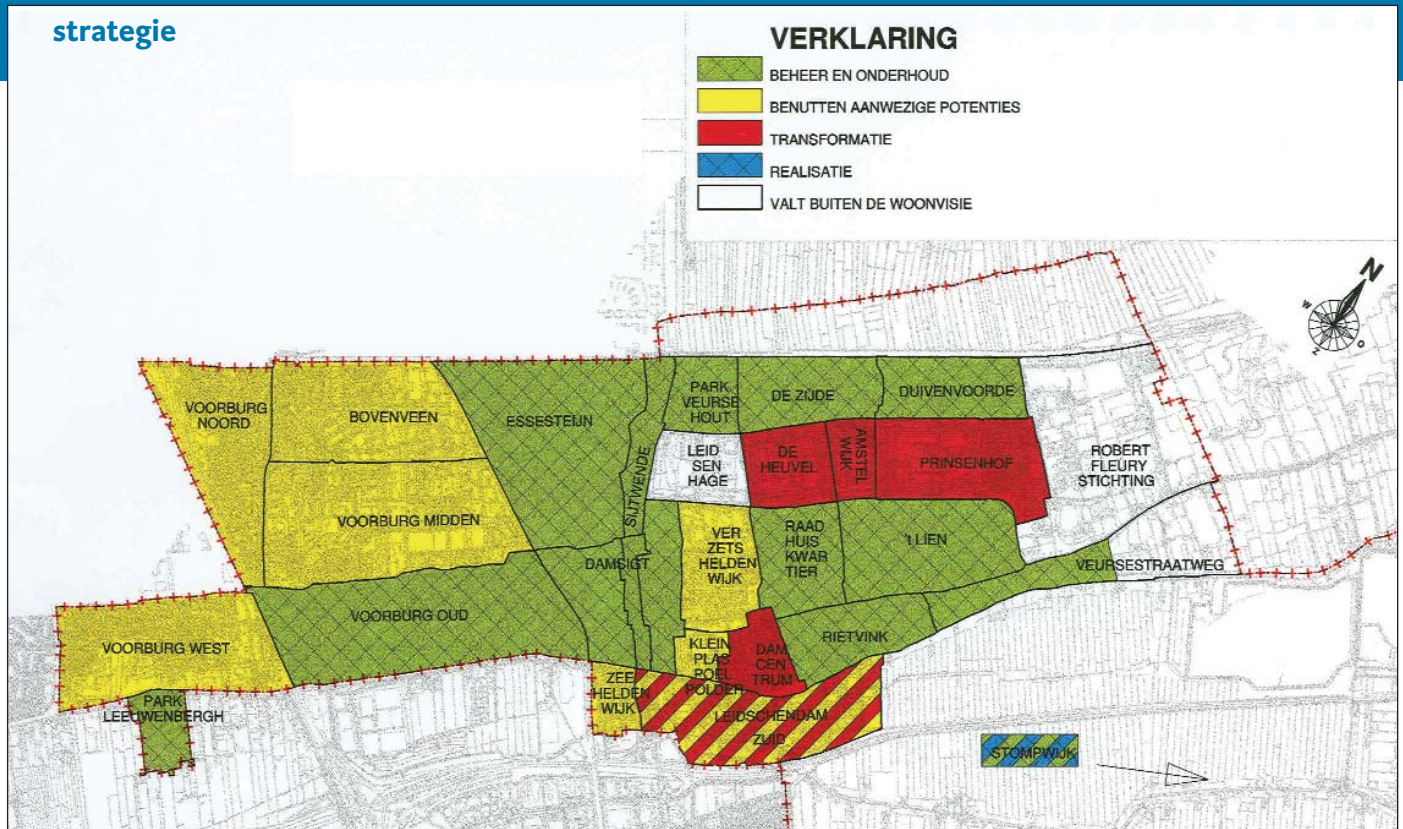 strategie
VERKLARING
BEHEER EN ONDERHOUD
BENUTTEN AANWEZIGE POTENTIES
TRANSFORMATIE
REALISATIE
VALT BUITEN DE WOONVISIE
N
W
O
Z
VOORBURG
NOORD
BOVENVEEN
ESSESTEIJN
PARK
VEURSE
HOUT
DE ZIJDE
DUIVENVOORDE
LEID
SEN
HAGE
DE
HEUVEL
AMSTEL
WIJK
PRINSENHOF
ROBERT
FLEURY
STICHTING
VOORBURG MIDDEN
SIJTWENDE
VER
ZETS
HELDEN
WIJK
RAAD
HUIS
KWAR
TIER
't LIEN
DAMSIGT
VEURSESTRAATWEG
VOORBURG OUD
VOORBURG WEST
RIETVINK
KLEIN
PLAS
POEL
POLDER
DAM
CEN
TRUM
ZEE
HELDEN
WIJK
PARK
LEEUWENBERGH
LEIDSCHENDAM
ZUID
STOMPWIJK